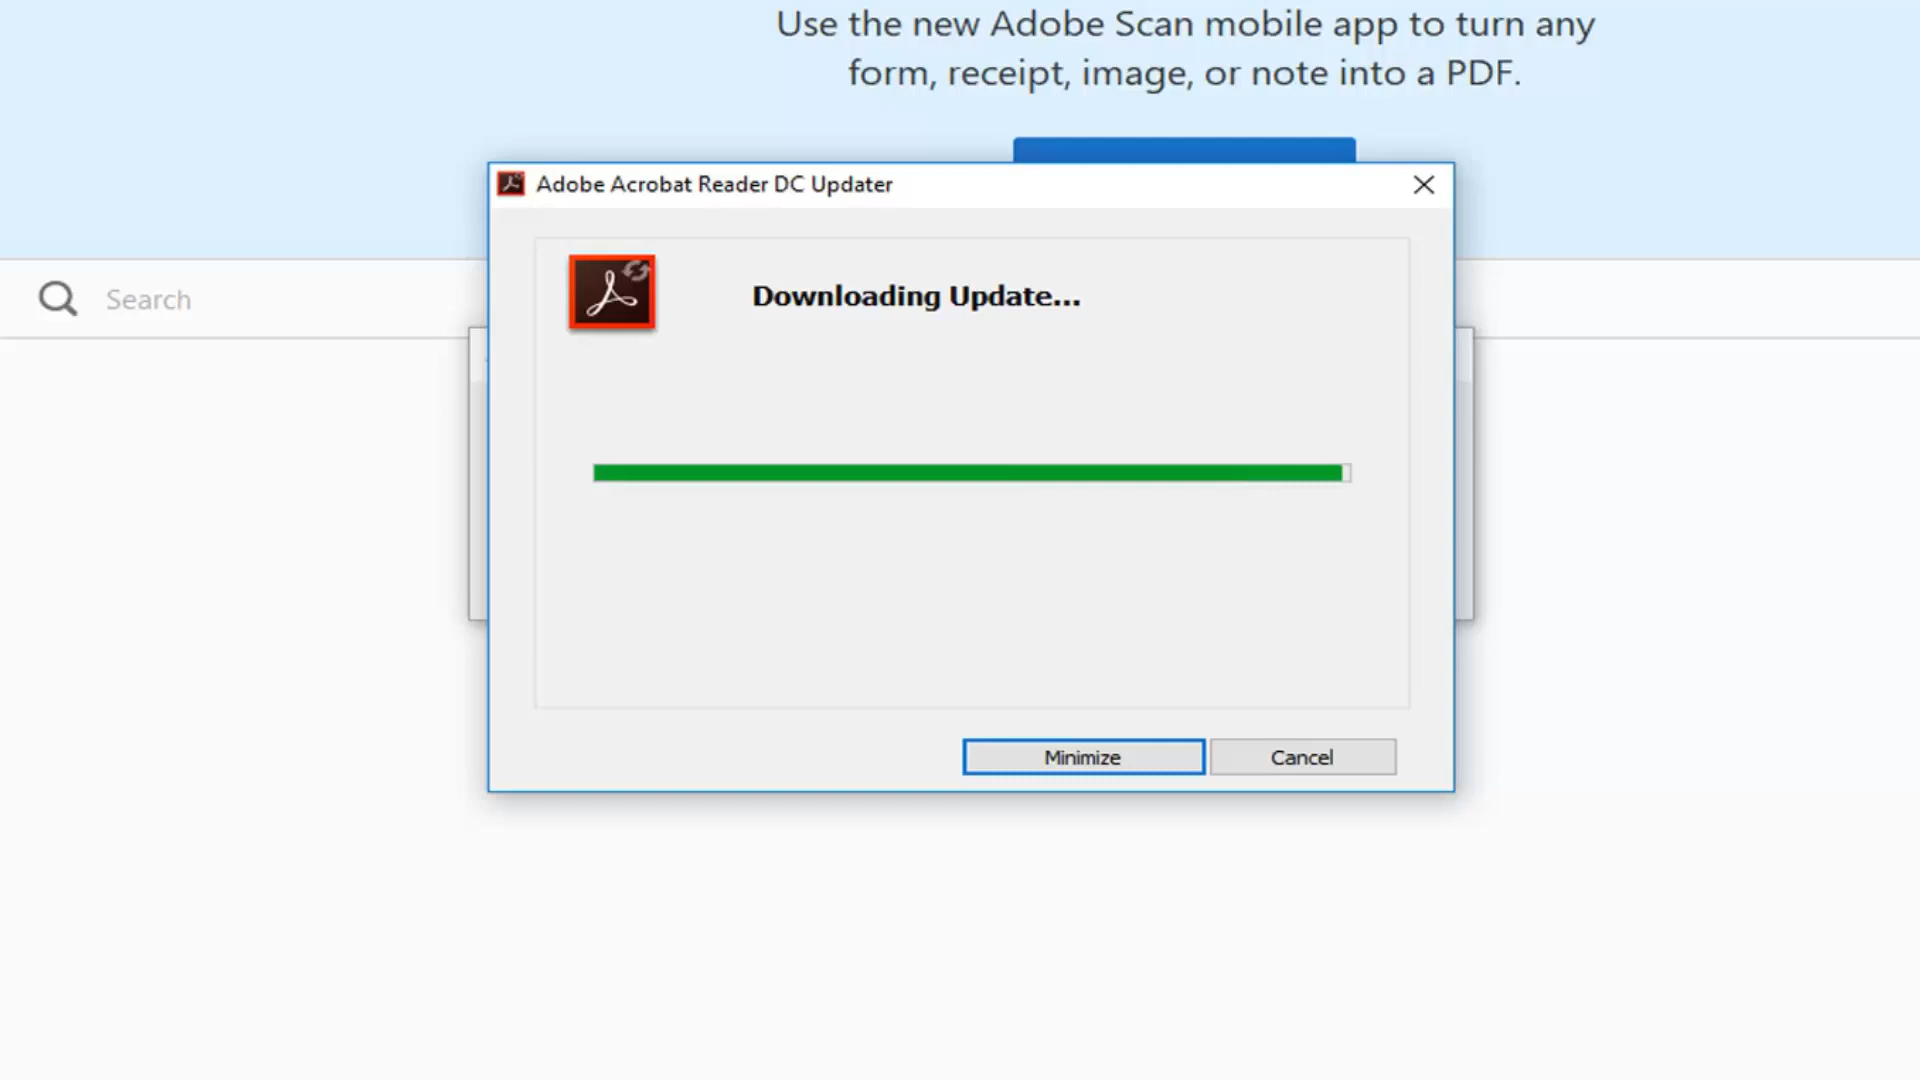 Use the new Adobe Scan mobile app to turn any
form, receipt, image, or note into a PDF.
Adobe Acrobat Reader DC Updater
Search
Downloading Update...
Minimize
Cancel